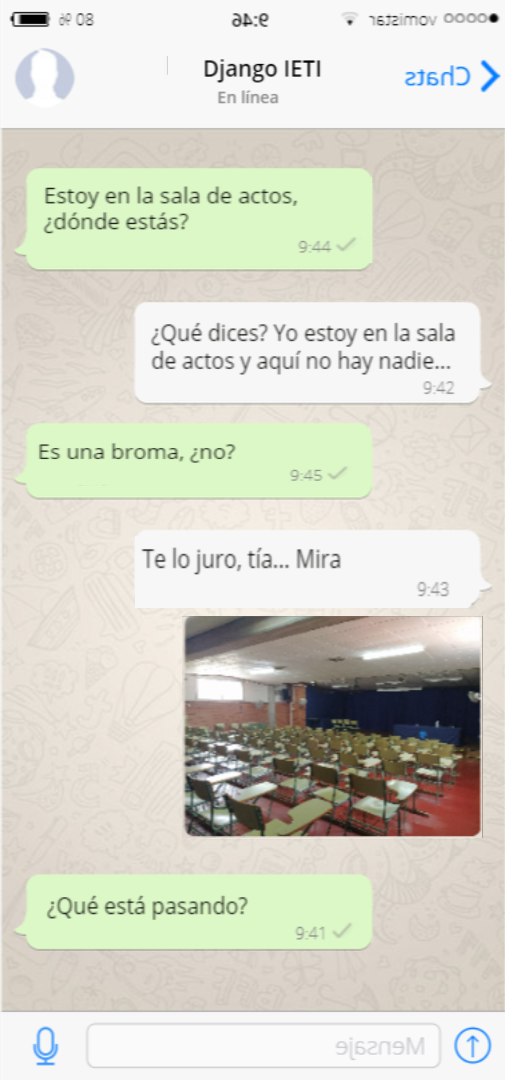 80 %
9:46
vomistar
Django IETI
En línea
Chats
Estoy en la sala de actos,
¿dónde estás?
9:44
¿Qué dices? Yo estoy en la sala
de actos y aquí no hay nadie...
9:42
Es una broma, ¿no?
9:45
Te lo juro, tía... Mira
9:43
¿Qué está pasando?
9:41
Mensaje